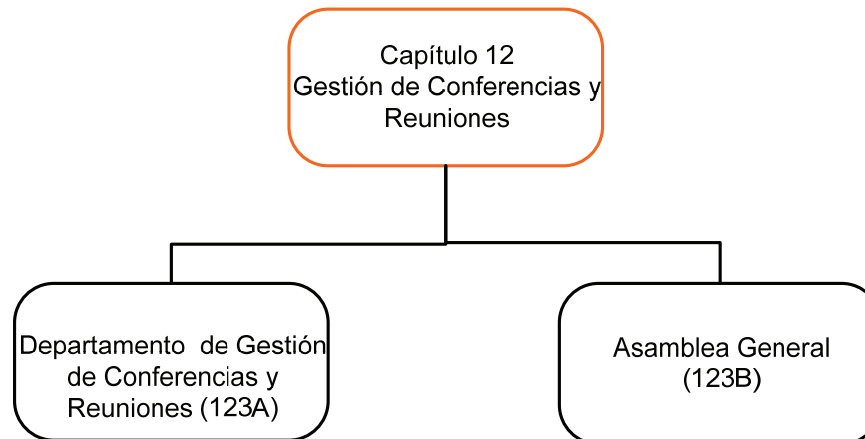 Capítulo 12
Gestión de Conferencias y
Reuniones
Departamento de Gestión
de Conferencias y
Reuniones (123A)
Asamblea General
(123B)